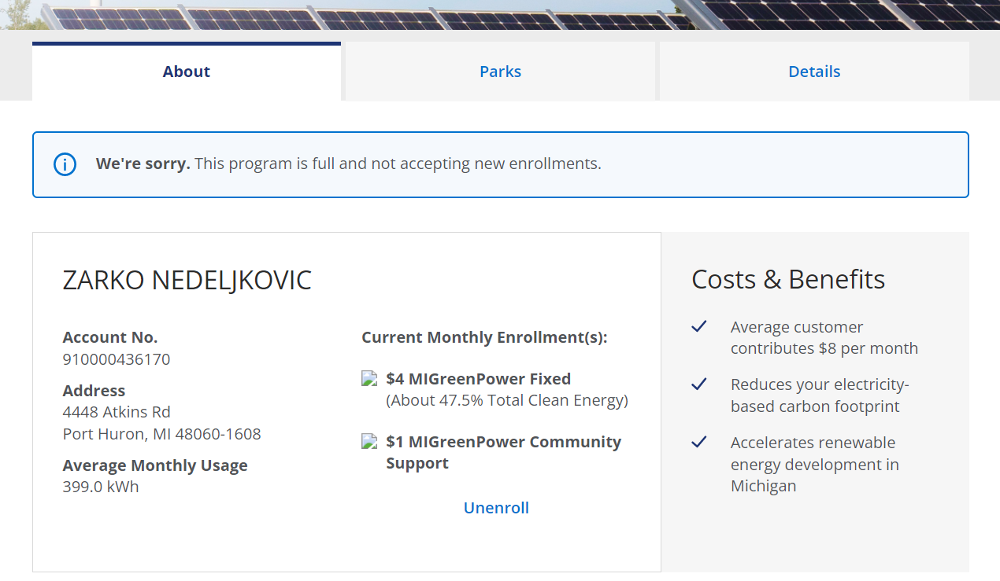 About
Parks
Details
We're sorry. This program is full and not accepting new enrollments.
ZARKO NEDELJKOVIC
Account No.
910000436170
Address
4448 Atkins Rd
Port Huron, MI 48060-1608
Average Monthly Usage
399.0 kWh
Current Monthly Enrollment(s):
$4 MIGreenPower Fixed
(About 47.5% Total Clean Energy)
$1 MIGreenPower Community
Support
Unenroll
Costs & Benefits
Average customer
contributes $8 per month
Reduces your electricity-
based carbon footprint
Accelerates renewable
energy development in
Michigan